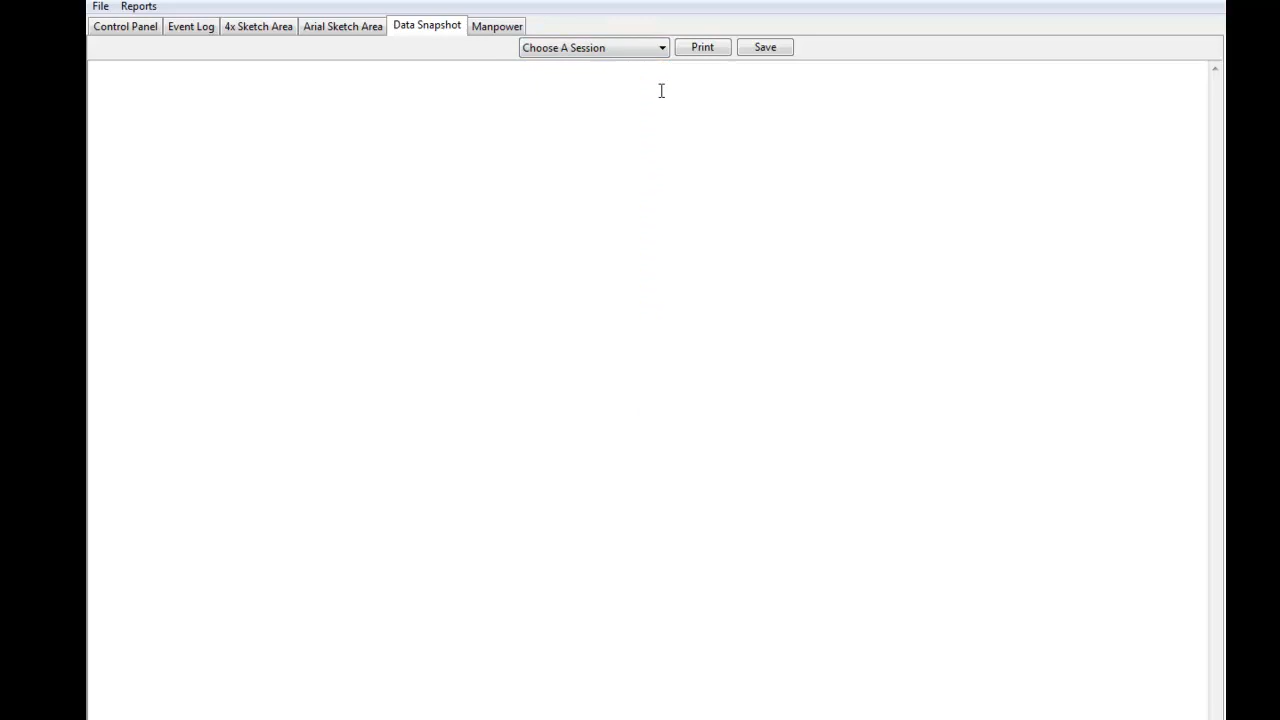 File Reports
Control Panel Event Log 4x Sketch Area Arial Sketch Area Data Snapshot Manpower
Choose A Session Print Save